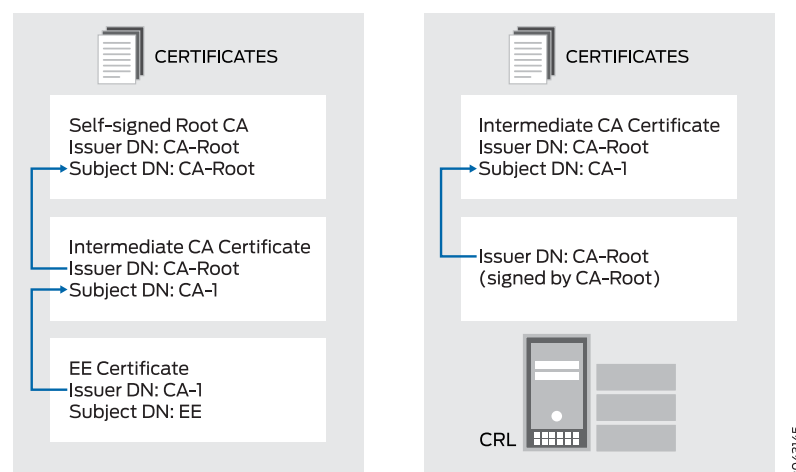 CERTIFICATES
Self-signed Root CA
Issuer DN: CA-Root
Subject DN: CA-Root
Intermediate CA Certificate
Issuer DN: CA-Root
Subject DN: CA-1
EE Certificate
Issuer DN: CA-1
Subject DN: EE
CERTIFICATES
Intermediate CA Certificate
Issuer DN: CA-Root
Subject DN: CA-1
Issuer DN: CA-Root
(signed by CA-Root)
CRL